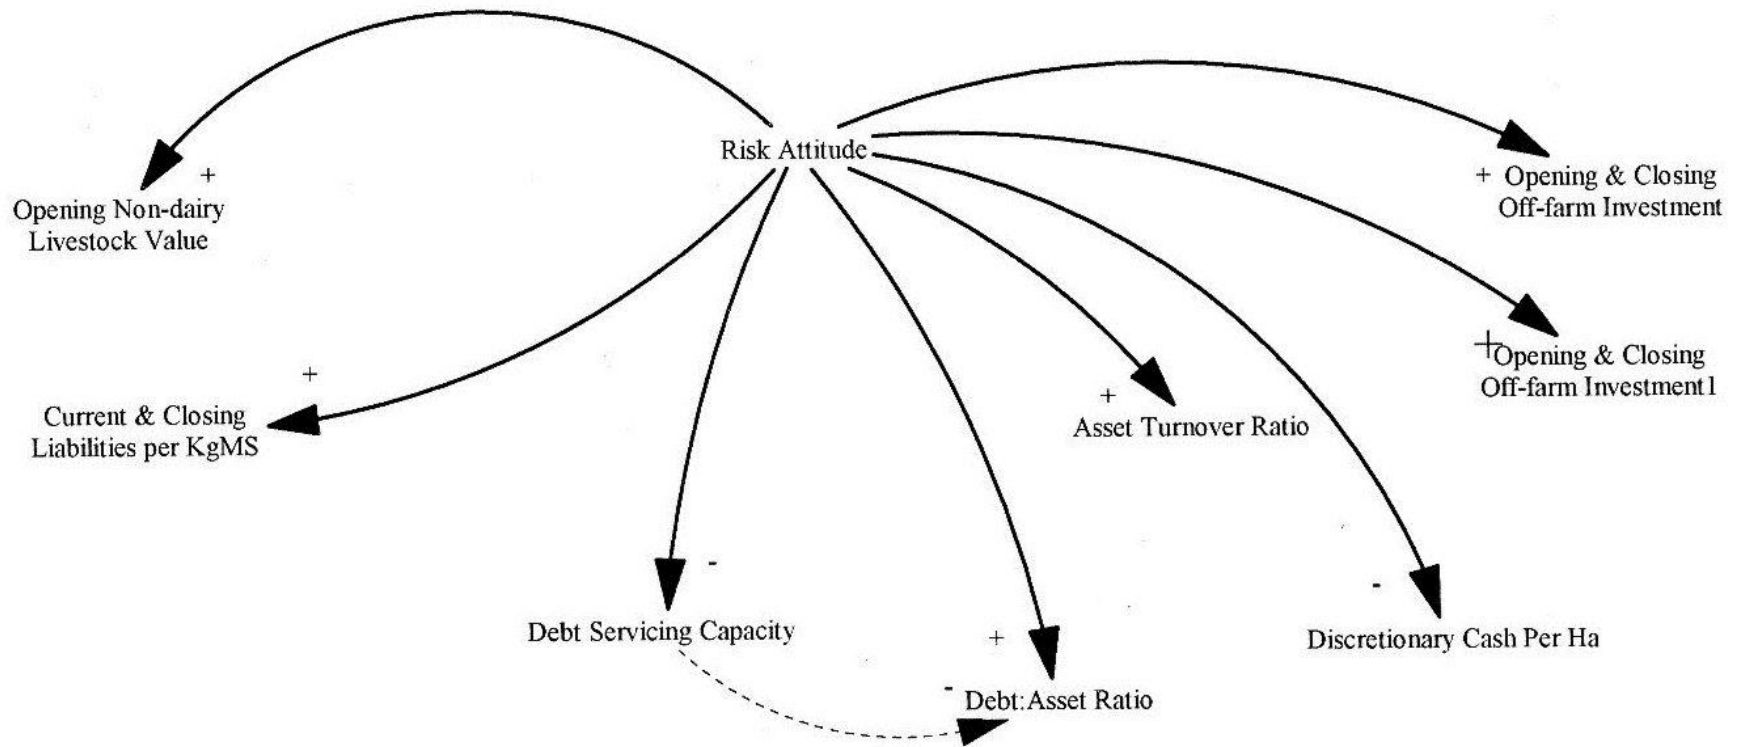 Risk Attitude
+
Opening Non-dairy
Livestock Value
+ Opening & Closing
Off-farm Investment
+Opening & Closing
Off-farm Investment1
+
Current & Closing
Liabilities per KgMS
+
Asset Turnover Ratio
-
Debt Servicing Capacity
-
Discretionary Cash Per Ha
+
- Debt:Asset Ratio